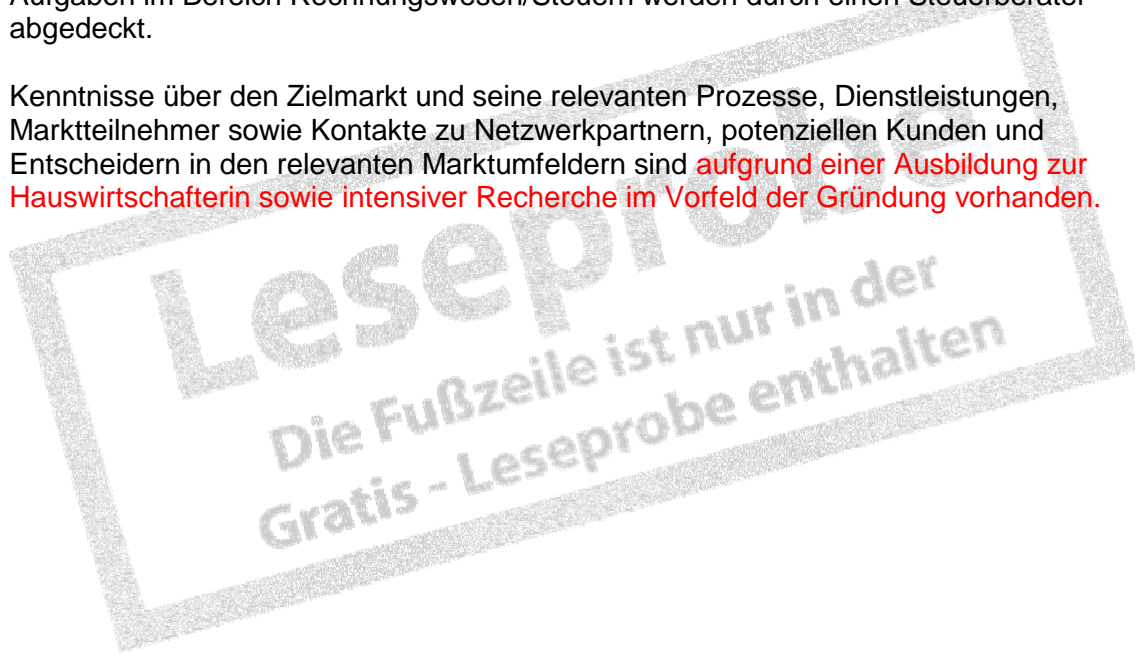 Aufgaben im Bereich Rechnungswesen/Steuern werden durch einen Steuerberater
abgedeckt.
Kenntnisse über den Zielmarkt und seine relevanten Prozesse, Dienstleistungen,
Marktteilnehmer sowie Kontakte zu Netzwerkpartnern, potenziellen Kunden und
Entscheidern in den relevanten Marktumfeldern sind aufgrund einer Ausbildung zur
Hauswirtschafterin sowie intensiver Recherche im Vorfeld der Gründung vorhanden.
Leseprobe
Die Fußzeile ist nur in der
Gratis - Leseprobe enthalten